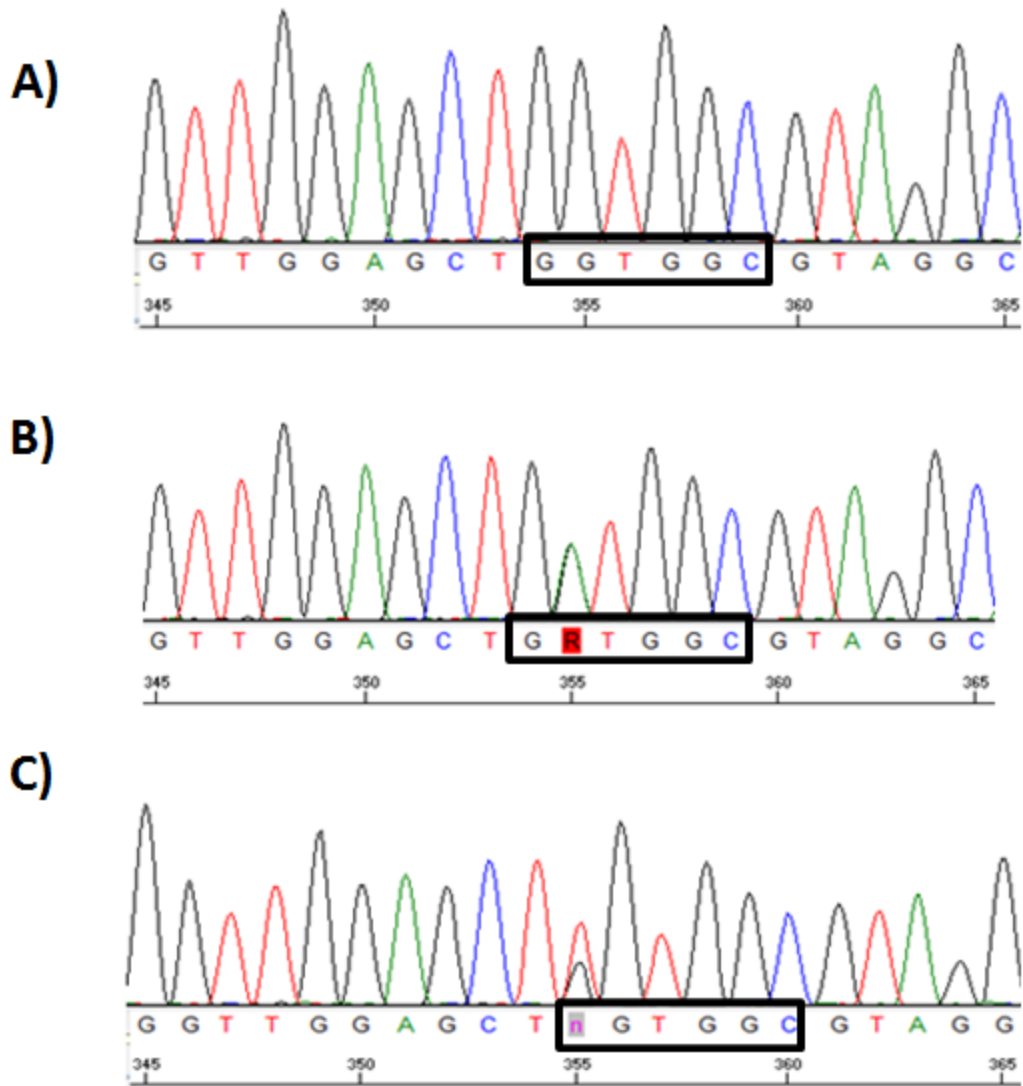 A)
G T T G G A G C T G G T G G C G T A G G C
345 350 355 360 365
B)
G T T G G A G C T G R T G G C G T A G G C
345 350 355 360 365
C)
G G T T G G A G C T n G T G G C G T A G G
345 350 355 360 365